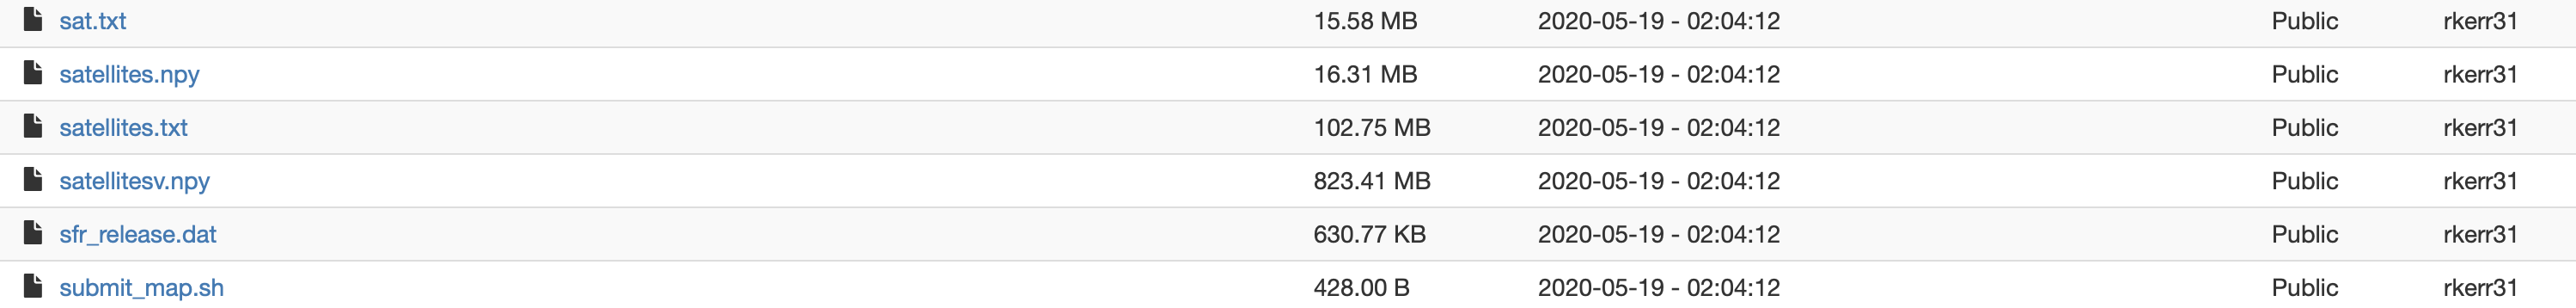 sat.txt 15.58 MB 2020-05-19 - 02:04:12 Public rkerr31
satellites.npy 16.31 MB 2020-05-19 - 02:04:12 Public rkerr31
satellites.txt 102.75 MB 2020-05-19 - 02:04:12 Public rkerr31
satellitesv.npy 823.41 MB 2020-05-19 - 02:04:12 Public rkerr31
sfr_release.dat 630.77 KB 2020-05-19 - 02:04:12 Public rkerr31
submit_map.sh 428.00 B 2020-05-19 - 02:04:12 Public rkerr31